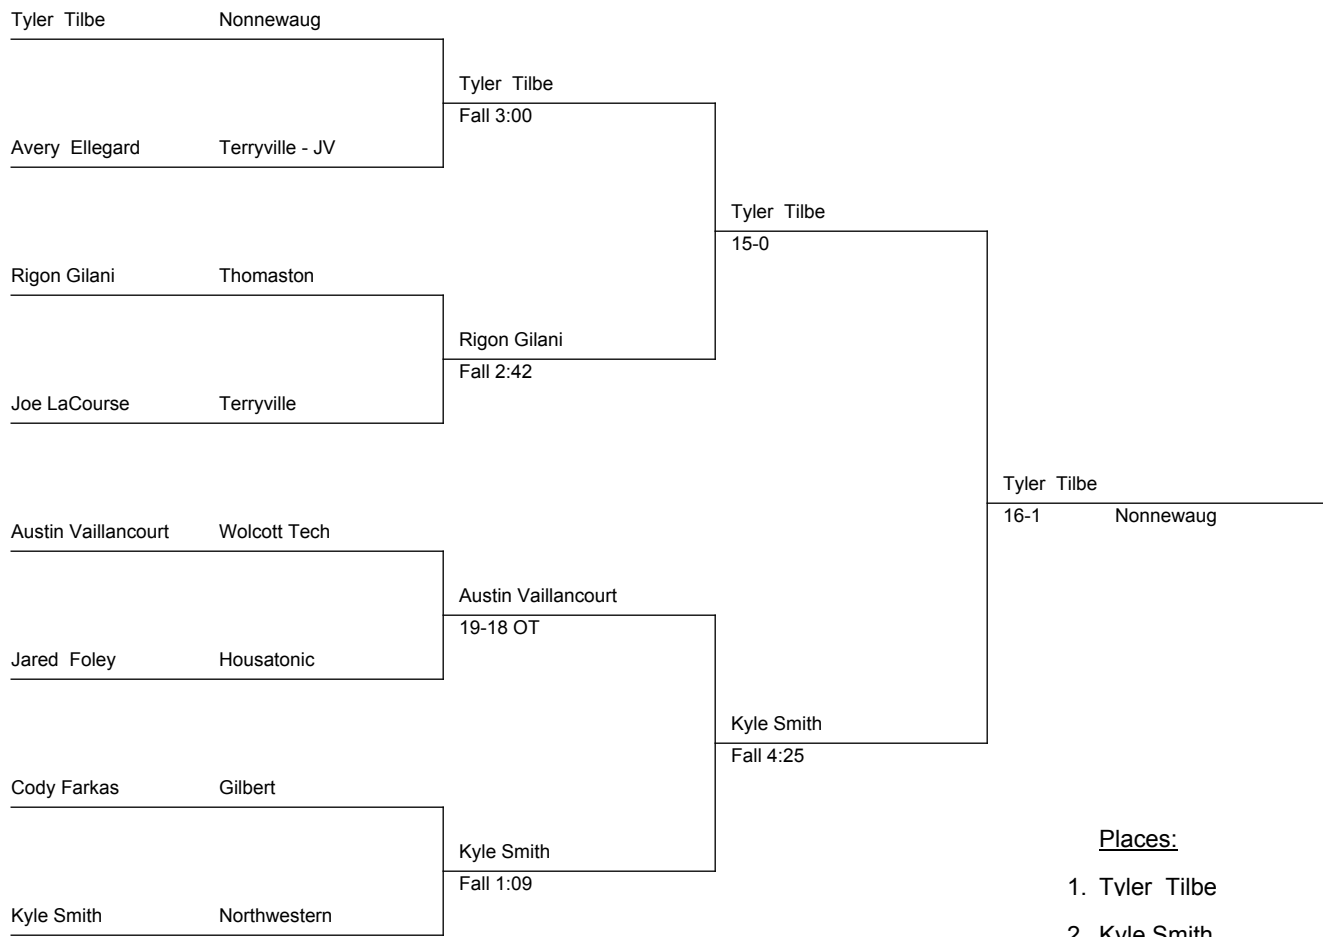 Tyler  Tilbe Nonnewaug
Tyler  Tilbe
Fall 3:00
Avery  Ellegard Terryville - JV
Tyler  Tilbe
15-0
Rigon Gilani Thomaston
Rigon Gilani
Fall 2:42
Joe LaCourse Terryville
Tyler  Tilbe
16-1 Nonnewaug
Austin Vaillancourt Wolcott Tech
Austin Vaillancourt
19-18 OT
Jared  Foley Housatonic
Kyle Smith
Fall 4:25
Cody Farkas Gilbert
Kyle Smith
Fall 1:09
Kyle Smith Northwestern
Places:
1. Tyler  Tilbe
2. Kyle Smith